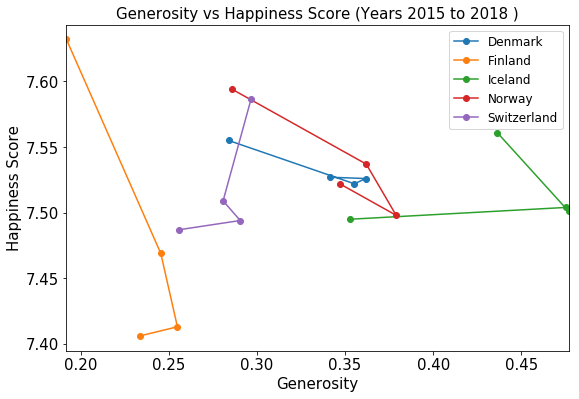 Generosity vs Happiness Score (Years 2015 to 2018 )
Denmark
Finland
Iceland
Norway
Switzerland
Happiness Score
7.60
7.55
7.50
7.45
7.40
0.20 0.25 0.30 0.35 0.40 0.45
Generosity